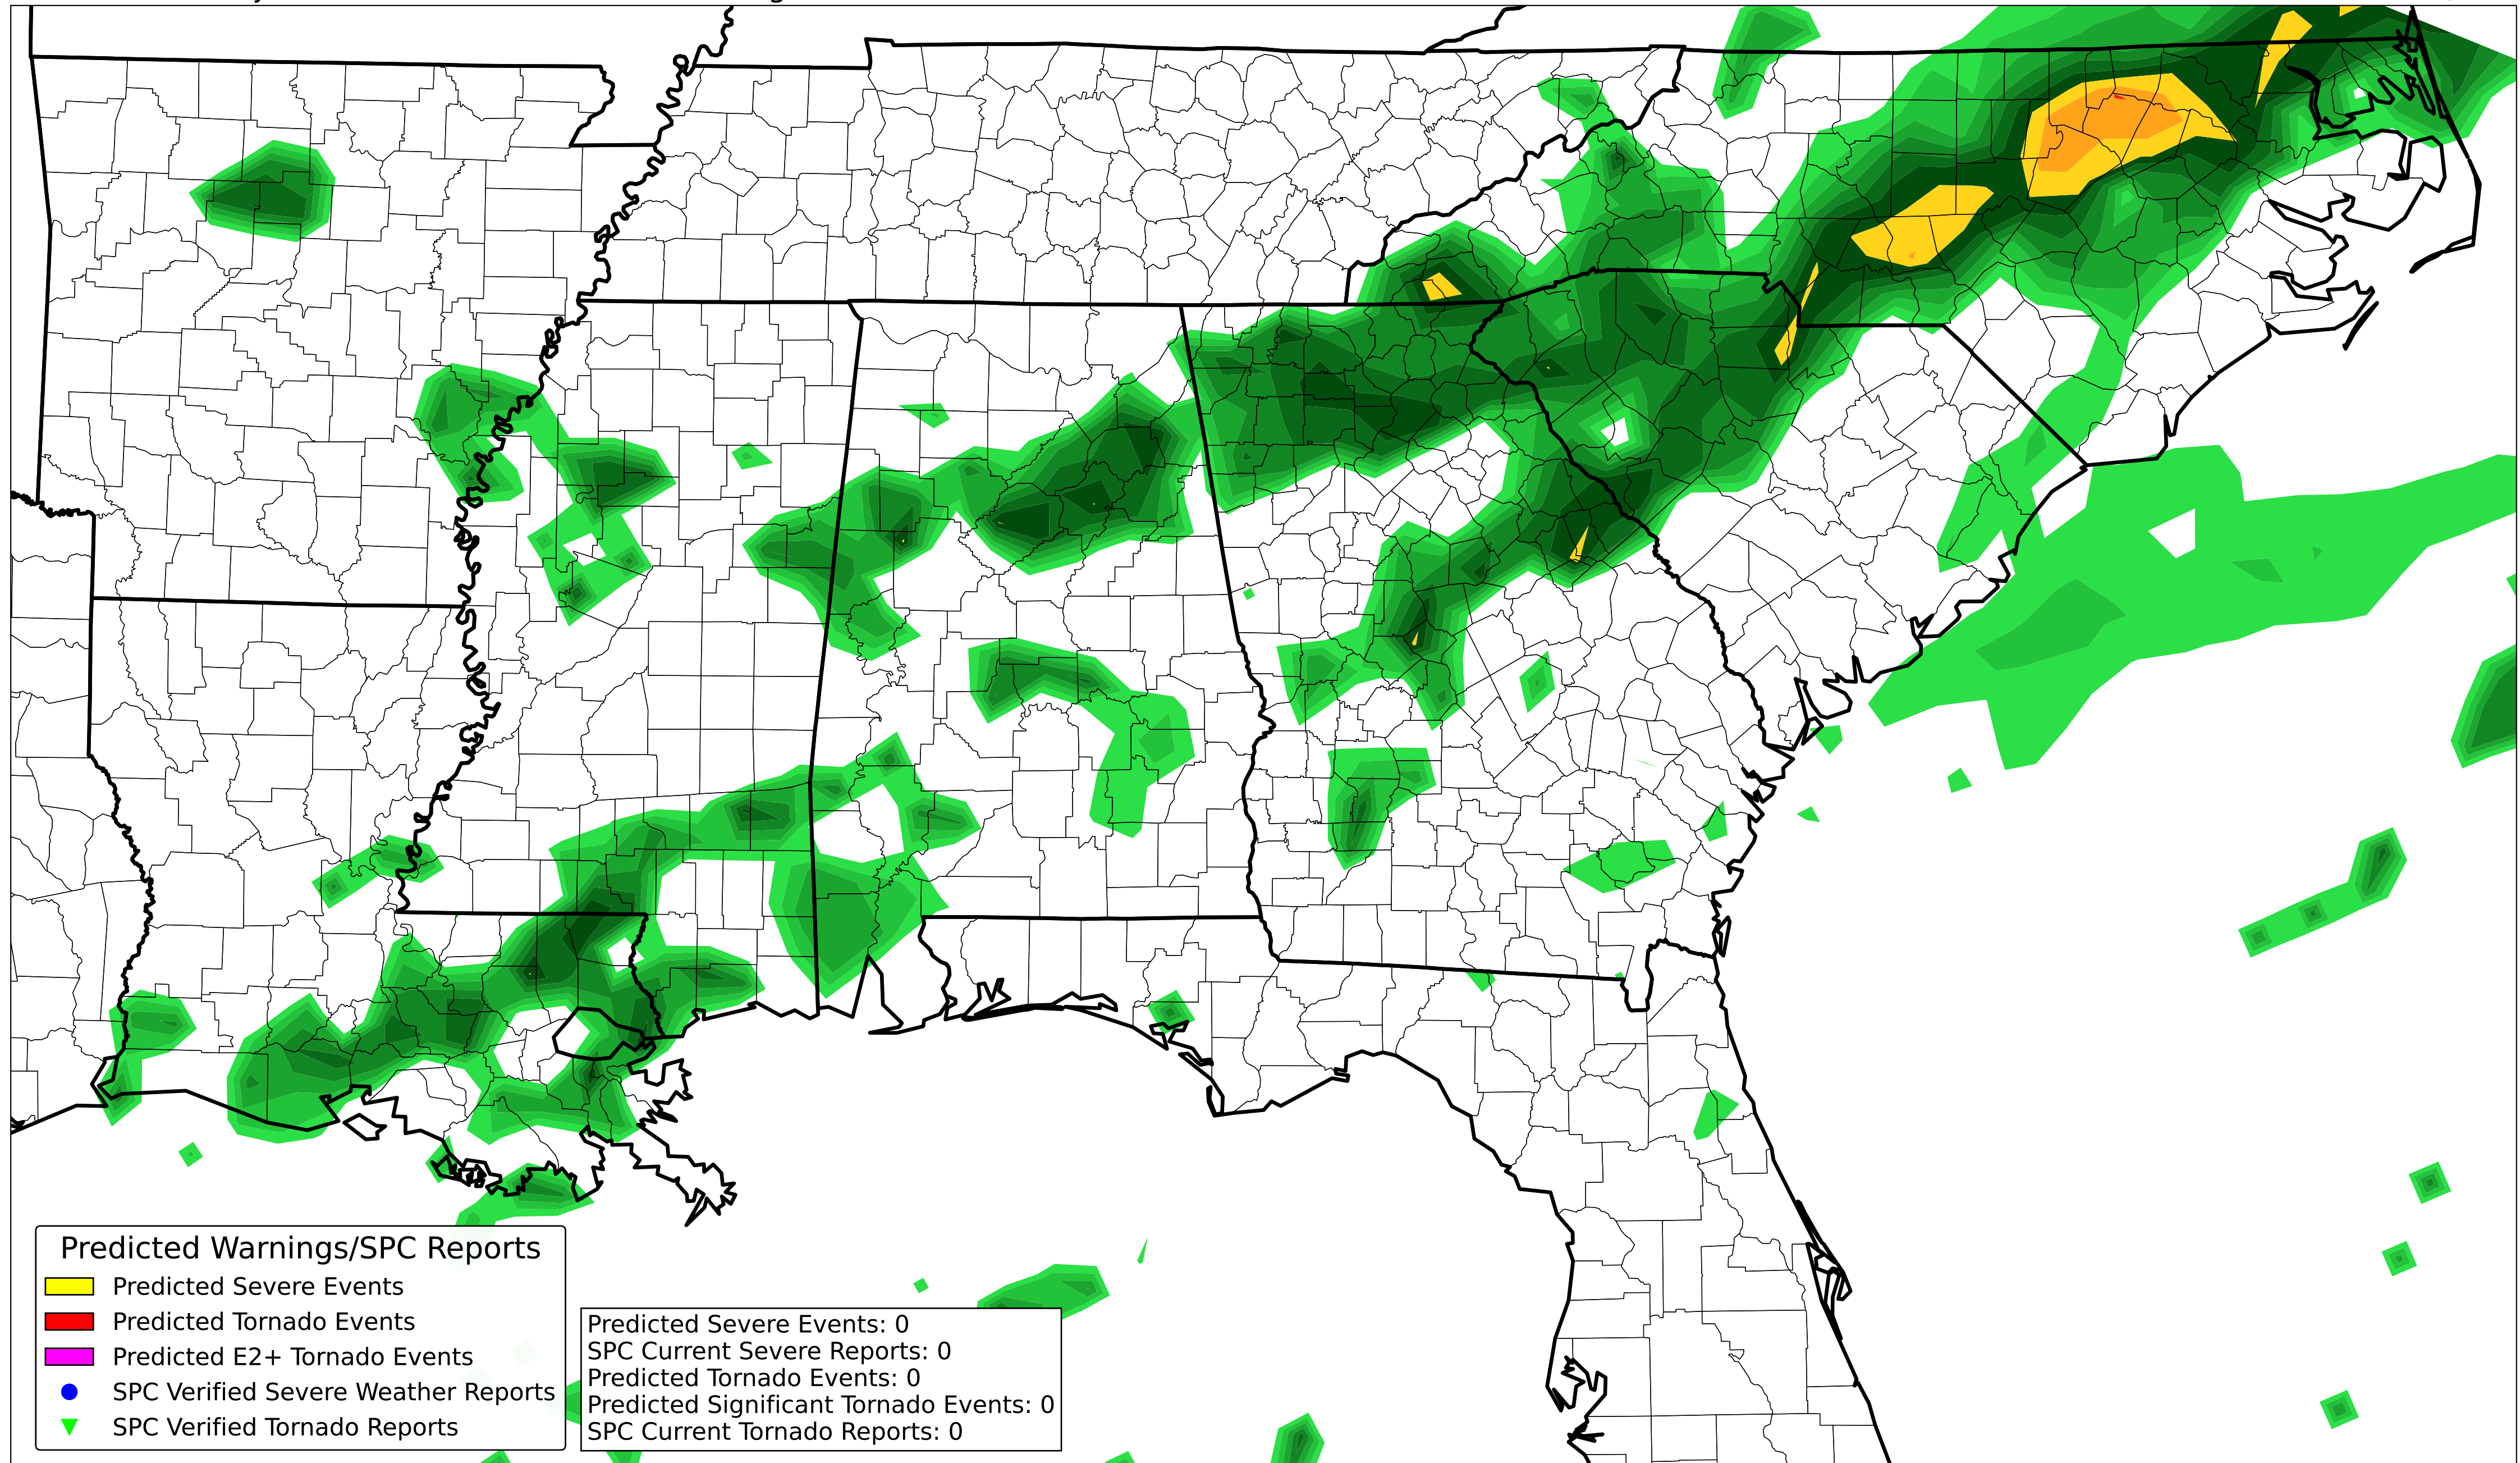 Predicted Warnings/SPC Reports
Predicted Severe Events
Predicted Tornado Events
Predicted E2+ Tornado Events
SPC Verified Severe Weather Reports
SPC Verified Tornado Reports
Predicted Severe Events: 0
SPC Current Severe Reports: 0
Predicted Tornado Events: 0
Predicted Significant Tornado Events: 0
SPC Current Tornado Reports: 0